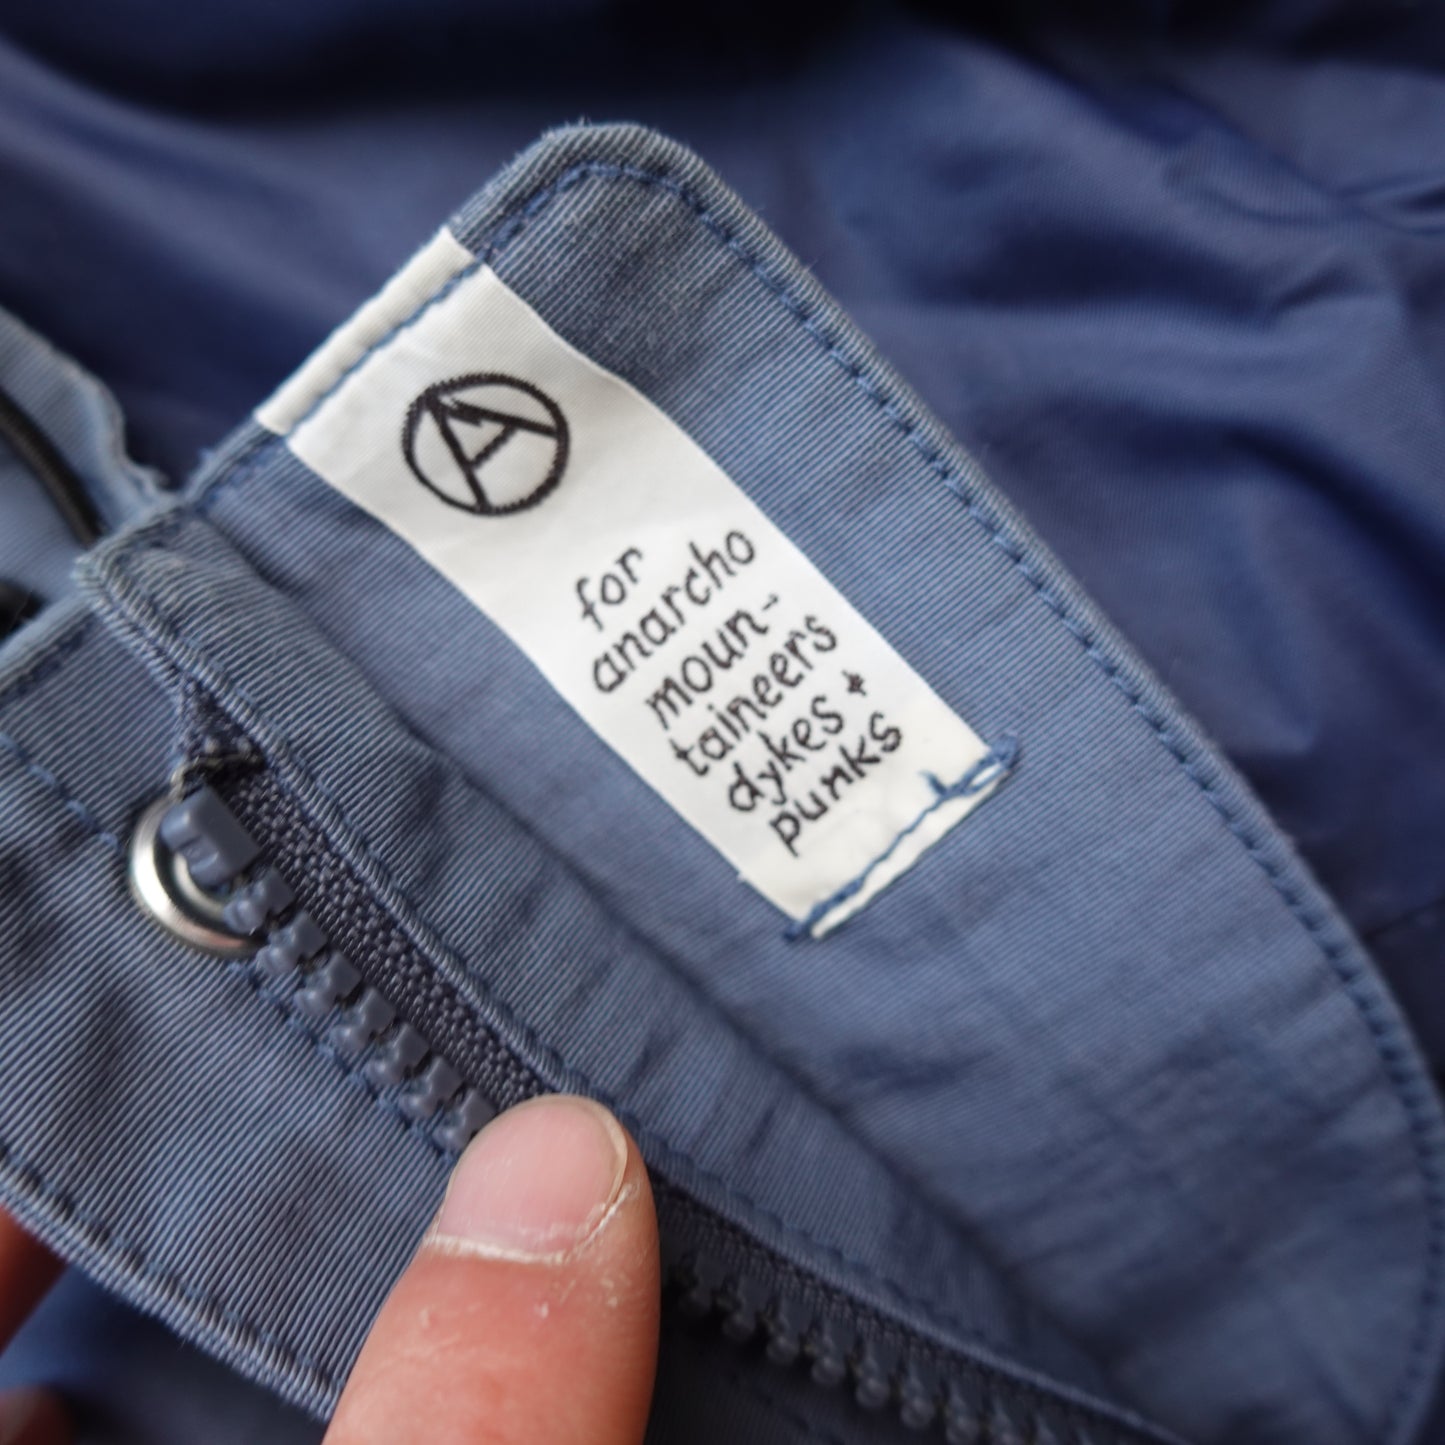 A
for
anarcho
moun-
taineers
dykes +
punks